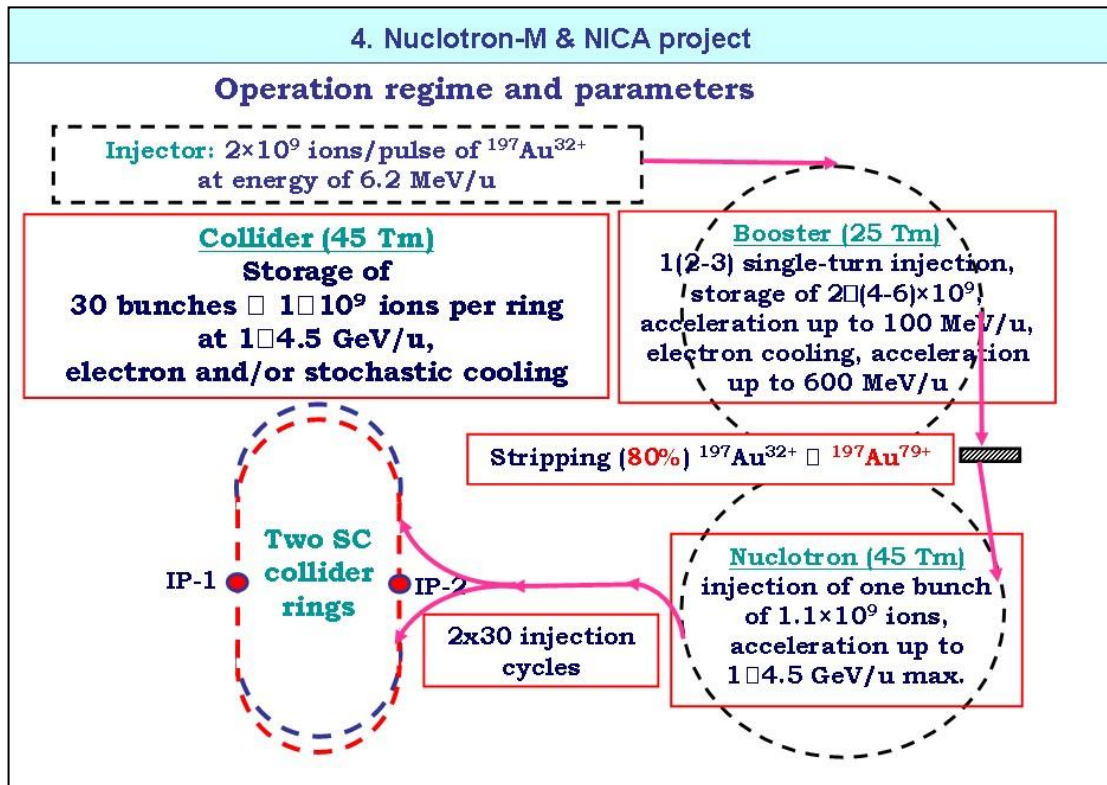 4. Nuclotron-M & NICA project
Operation regime and parameters
Injector: 2×10⁹ ions/pulse of ¹⁹⁷Au³²⁺
at energy of 6.2 MeV/u
Collider (45 Tm)
Storage of
30 bunches □ 1□10⁹ ions per ring
at 1□4.5 GeV/u,
electron and/or stochastic cooling
Booster (25 Tm)
1(2-3) single-turn injection,
storage of 2□(4-6)×10⁹,
acceleration up to 100 MeV/u,
electron cooling, acceleration
up to 600 MeV/u
Stripping (80%) ¹⁹⁷Au³²⁺ □ ¹⁹⁷Au⁷⁹⁺
Nuclotron (45 Tm)
injection of one bunch
of 1.1×10⁹ ions,
acceleration up to
1□4.5 GeV/u max.
IP-1
Two SC
collider
rings
IP-2
2x30 injection
cycles